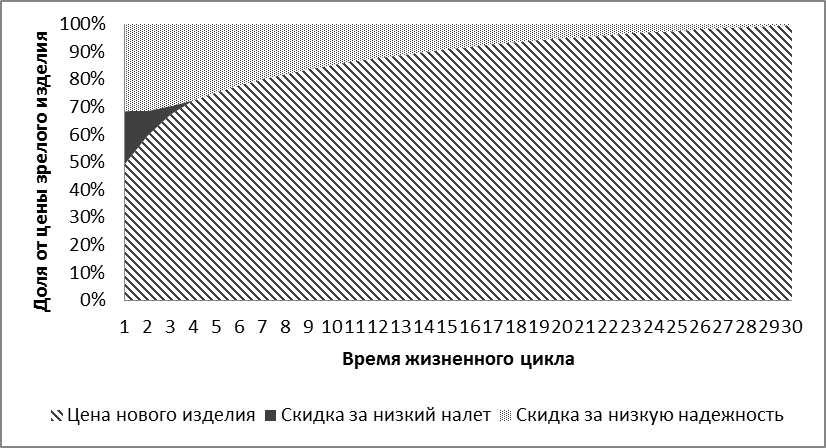 Доля от цены зрелого изделия
100%
90%
80%
70%
60%
50%
40%
30%
20%
10%
0%
1 2 3 4 5 6 7 8 9 10 11 12 13 14 15 16 17 18 19 20 21 22 23 24 25 26 27 28 29 30
Время жизненного цикла
Цена нового изделия Скидка за низкий налет Скидка за низкую надежность